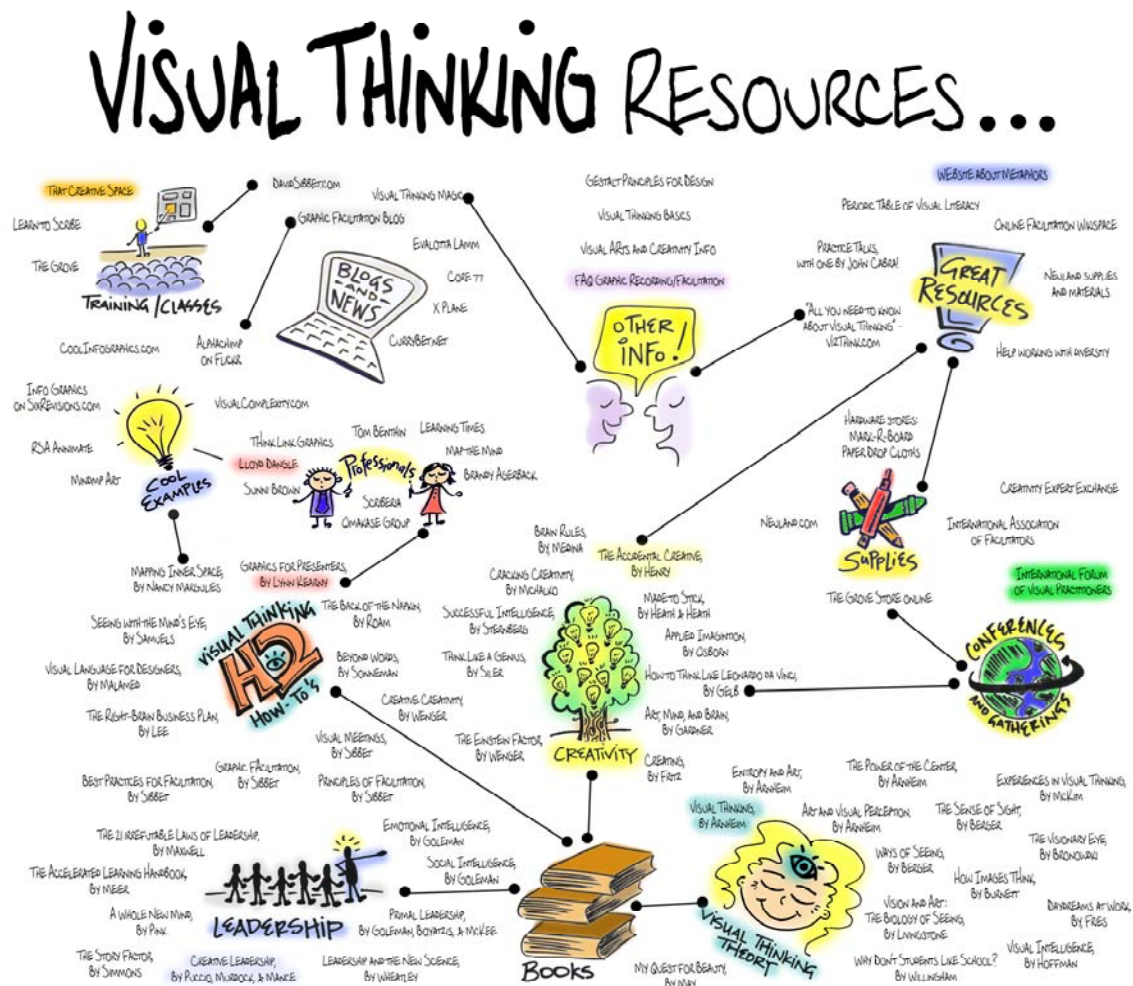 VISUAL THINKING RESOURCES...
THAT CREATIVE SPACE
DAVIDSIBBET.COM
LEARN TO SCRIBE
THE GROVE
TRAINING/CLASSES
VISUAL THINKING MAGIC
GRAPHIC FACILITATION BLOG
EVALOTTA LAMM
CORE 77
X PLANE
CURRYBET.NET
BLOGS
AND
NEWS
ALPHACHIMP
ON FLICKR
GESTALT PRINCIPLES FOR DESIGN
VISUAL THINKING BASICS
VISUAL ARTS AND CREATIVITY INFO
FAQ GRAPHIC RECORDING/FACILITATION
OTHER
INFO!
WEBSITE ABOUT METAPHORS
PERIODIC TABLE OF VISUAL LITERACY
ONLINE FACILITATION WIKISPACE
PRACTICE TALKS,
WITH ONE BY JOHN CABRA!
NEULAND SUPPLIES
AND MATERIALS
GREAT
RESOURCES
"ALL YOU NEED TO KNOW
ABOUT VISUAL THINKING" -
VIZTHINK.COM
HELP WORKING WITH DIVERSITY
COOLINFOGRAPHICS.COM
INFO GRAPHICS
ON SIXREVISIONS.COM
VISUALCOMPLEXITY.COM
RSA ANNIMATE
MINDMP ART
COOL
EXAMPLES
THINK LINK GRAPHICS
TOM BENTHIN
LEARNING TIMES
MAP THE MIND
LLOYD DANGLE
BRANDY AGERBACK
SUNNI BROWN
PROFESSIONALS
SCRIBERIA
OMAKASE GROUP
HARDWARE STORES:
MARK-R-BOARD
PAPER DROP CLOTHS
NEULAND.COM
SUPPLIES
THE GROVE STORE ONLINE
CREATIVITY EXPERT EXCHANGE
INTERNATIONAL ASSOCIATION
OF FACILITATORS
INTERNATIONAL FORUM
OF VISUAL PRACTITIONERS
CONFERENCES
AND GATHERINGS
MAPPING INNER SPACE,
BY NANCY MARGULIES
GRAPHICS FOR PRESENTERS,
BY LYNN KEARNY
SEEING WITH THE MIND'S EYE,
BY SAMUELS
THE BACK OF THE NAPKIN,
BY ROAM
VISUAL LANGUAGE FOR DESIGNERS,
BY MALAMED
BEYOND WORDS,
BY SONNEMAN
VISUAL THINKING
H2
HOW-TO'S
THE RIGHT-BRAIN BUSINESS PLAN,
BY LEE
VISUAL MEETINGS,
BY SIBBET
GRAPHIC FACILITATION,
BY SIBBET
BEST PRACTICES FOR FACILITATION,
BY SIBBET
PRINCIPLES OF FACILITATION,
BY SIBBET
BRAIN RULES,
BY MEDINA
THE ACCIDENTAL CREATIVE,
BY HENRY
CRACKING CREATIVITY,
BY MICHALKO
MADE TO STICK,
BY HEATH & HEATH
SUCCESSFUL INTELLIGENCE,
BY STERNBERG
APPLIED IMAGINTION,
BY OSBORN
THINK LIKE A GENIUS,
BY SILER
HOW TO THINK LIKE LEONARDO DA VINCI,
BY GELB
CREATIVE CREATIVITY,
BY WENGER
ART, MIND, AND BRAIN,
BY GARDNER
THE EINSTEIN FACTOR,
BY WENGER
CREATIVITY
CREATING,
BY FRITZ
THE 21 IRREFUTABLE LAWS OF LEADERSHIP,
BY MAXWELL
EMOTIONAL INTELLIGENCE,
BY GOLEMAN
THE ACCELERATED LEARNING HANDBOOK,
BY MEIER
SOCIAL INTELLIGENCE,
BY GOLEMAN
A WHOLE NEW MIND,
BY PINK
LEADERSHIP
PRIMAL LEADERSHIP,
BY GOLEMAN, BOYATZIS, & MCKEE
THE STORY FACTOR,
BY SIMMONS
CREATIVE LEADERSHIP,
BY PUCCIO, MURDOCK, & MANCE
LEADERSHIP AND THE NEW SCIENCE,
BY WHEATLEY
BOOKS
ENTROPY AND ART,
BY ARNHEIM
THE POWER OF THE CENTER,
BY ARNHEIM
EXPERIENCES IN VISUAL THINKING,
BY MCKIM
VISUAL THINKING,
BY ARNHEIM
ART AND VISUAL PERCEPTION,
BY ARNHEIM
THE SENSE OF SIGHT,
BY BERGER
THE VISIONARY EYE,
BY BRONOWSKI
WAYS OF SEEING,
BY BERGER
HOW IMAGES THINK,
BY BURNETT
VISION AND ART:
THE BIOLOGY OF SEEING,
BY LIVINGSTONE
DAYDREAMS AT WORK,
BY, FRIES
VISUAL THINKING
THEORY
MY QUEST FOR BEAUTY,
BY MAY
WHY DON'T STUDENTS LIKE SCHOOL?
BY WILLINGHAM
VISUAL INTELLIGENCE,
BY HOFFMAN